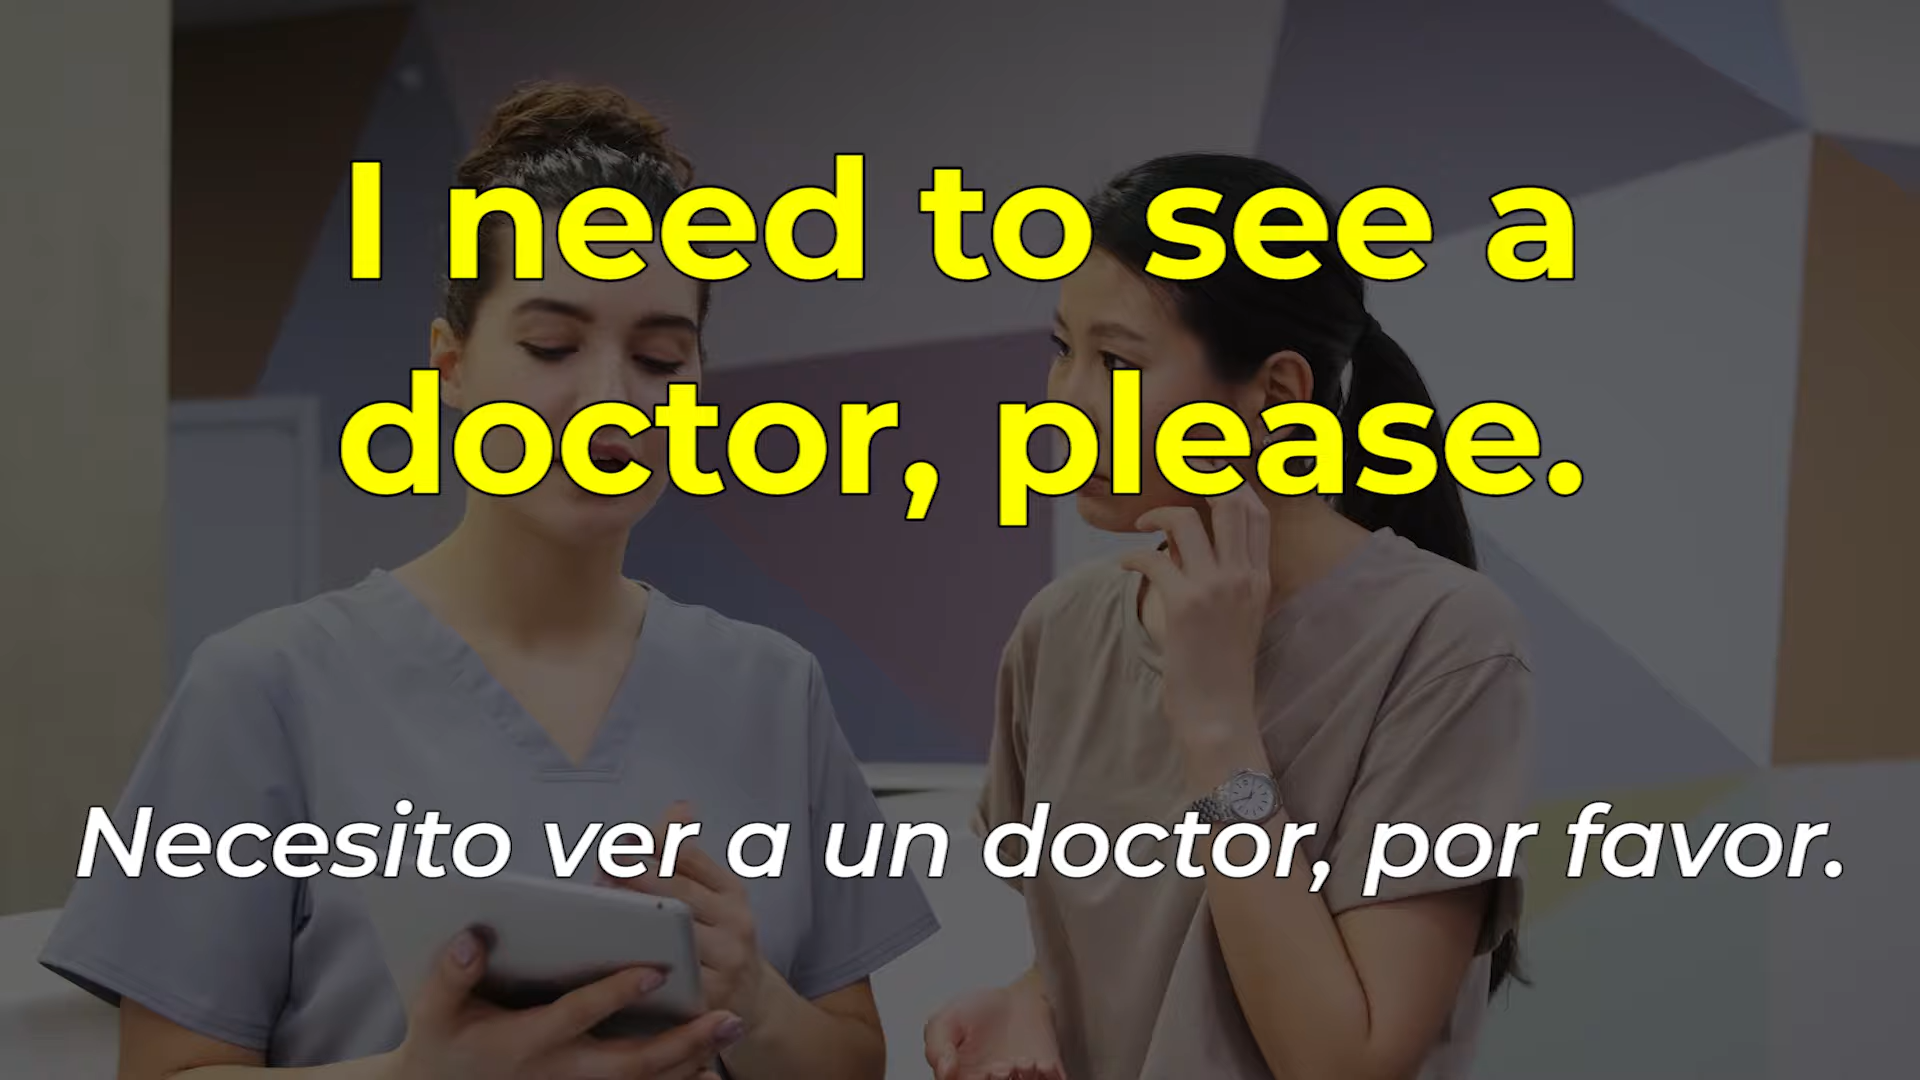 I need to see a
doctor, please.
Necesito ver a un doctor, por favor.